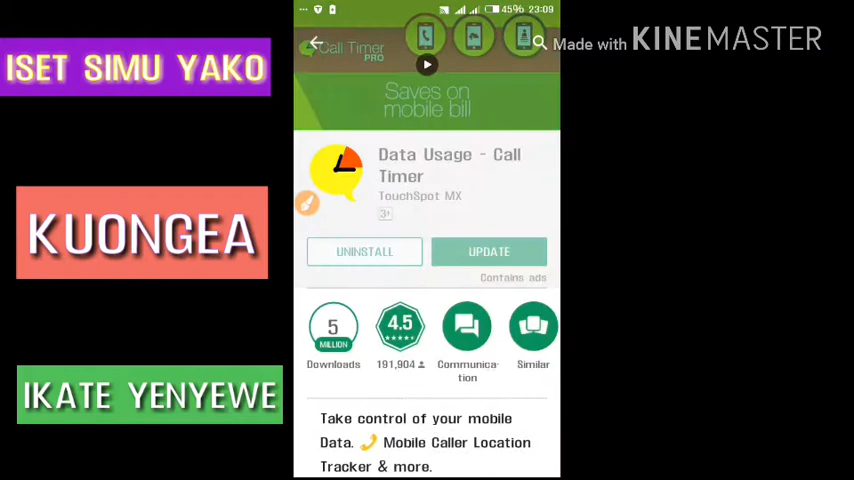 45% 23:09
Call Timer
PRO
Made with KINEMASTER
ISET SIMU YAKO
Saves on
mobile bill
Data Usage - Call
Timer
TouchSpot MX
3+
KUONGEA
UNINSTALL
UPDATE
Contains ads
5
MILLION
4.5
Downloads
191,904
Communica-
tion
Similar
IKATE YENYEWE
Take control of your mobile
Data. 📞 Mobile Caller Location
Tracker & more.